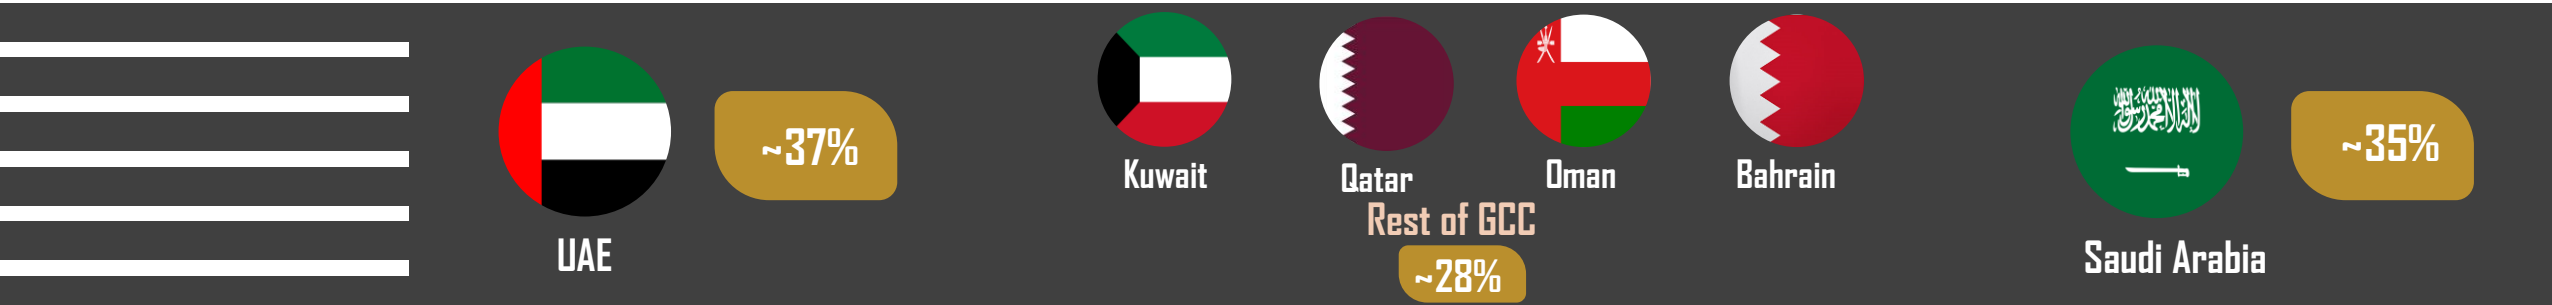 ~37%
UAE
Kuwait
Qatar
Oman
Bahrain
Rest of GCC
~28%
~35%
Saudi Arabia